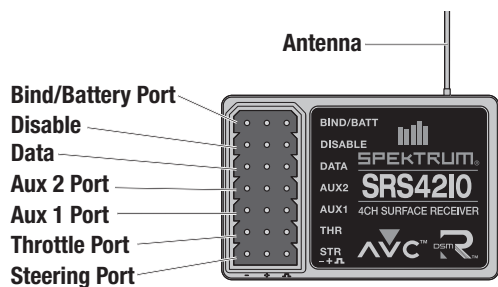 Antenna
Bind/Battery Port
Disable
Data
Aux 2 Port
Aux 1 Port
Throttle Port
Steering Port
- + ⎍
BIND/BATT
DISABLE
DATA
AUX2
AUX1
THR
STR
- + ⎍
SPEKTRUM®
SRS4210
4CH SURFACE RECEIVER
AVC™
DSMR™